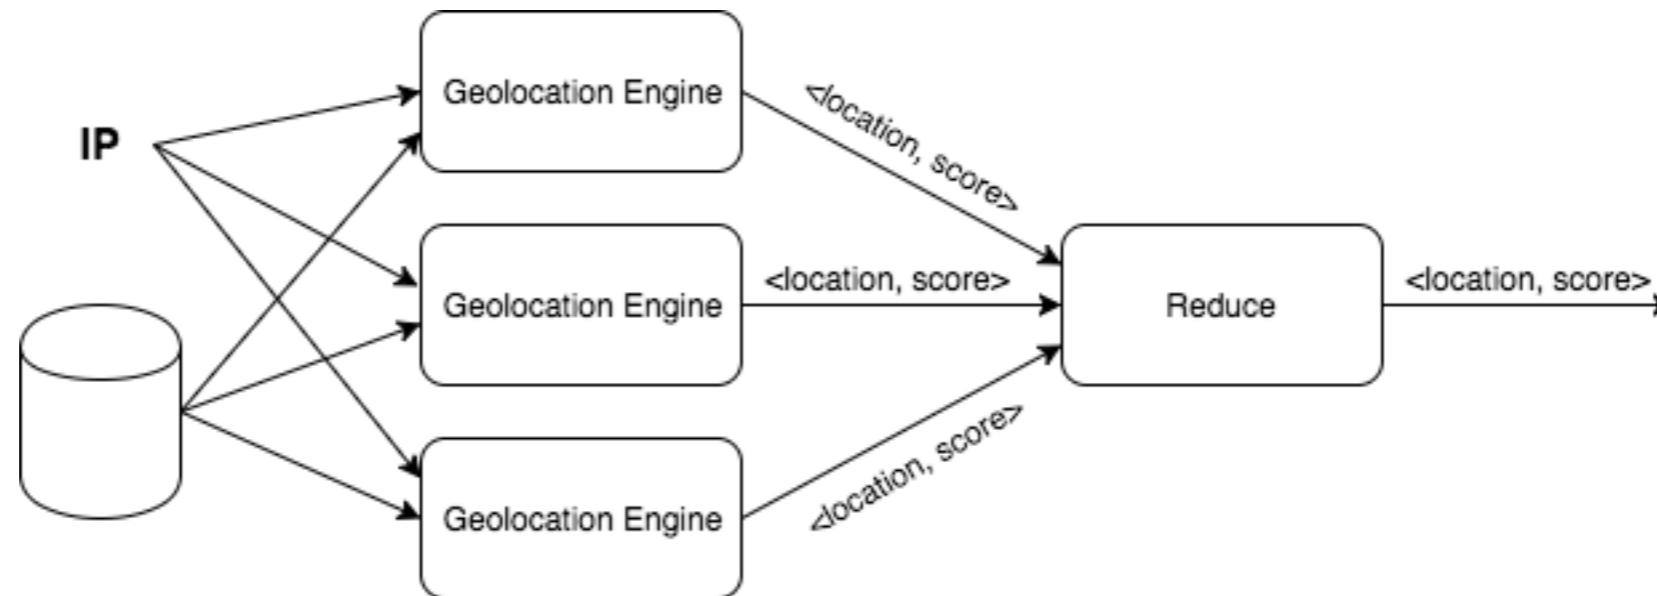 IP
Geolocation Engine
<location, score>
Geolocation Engine
<location, score>
Reduce
<location, score>
Geolocation Engine
<location, score>